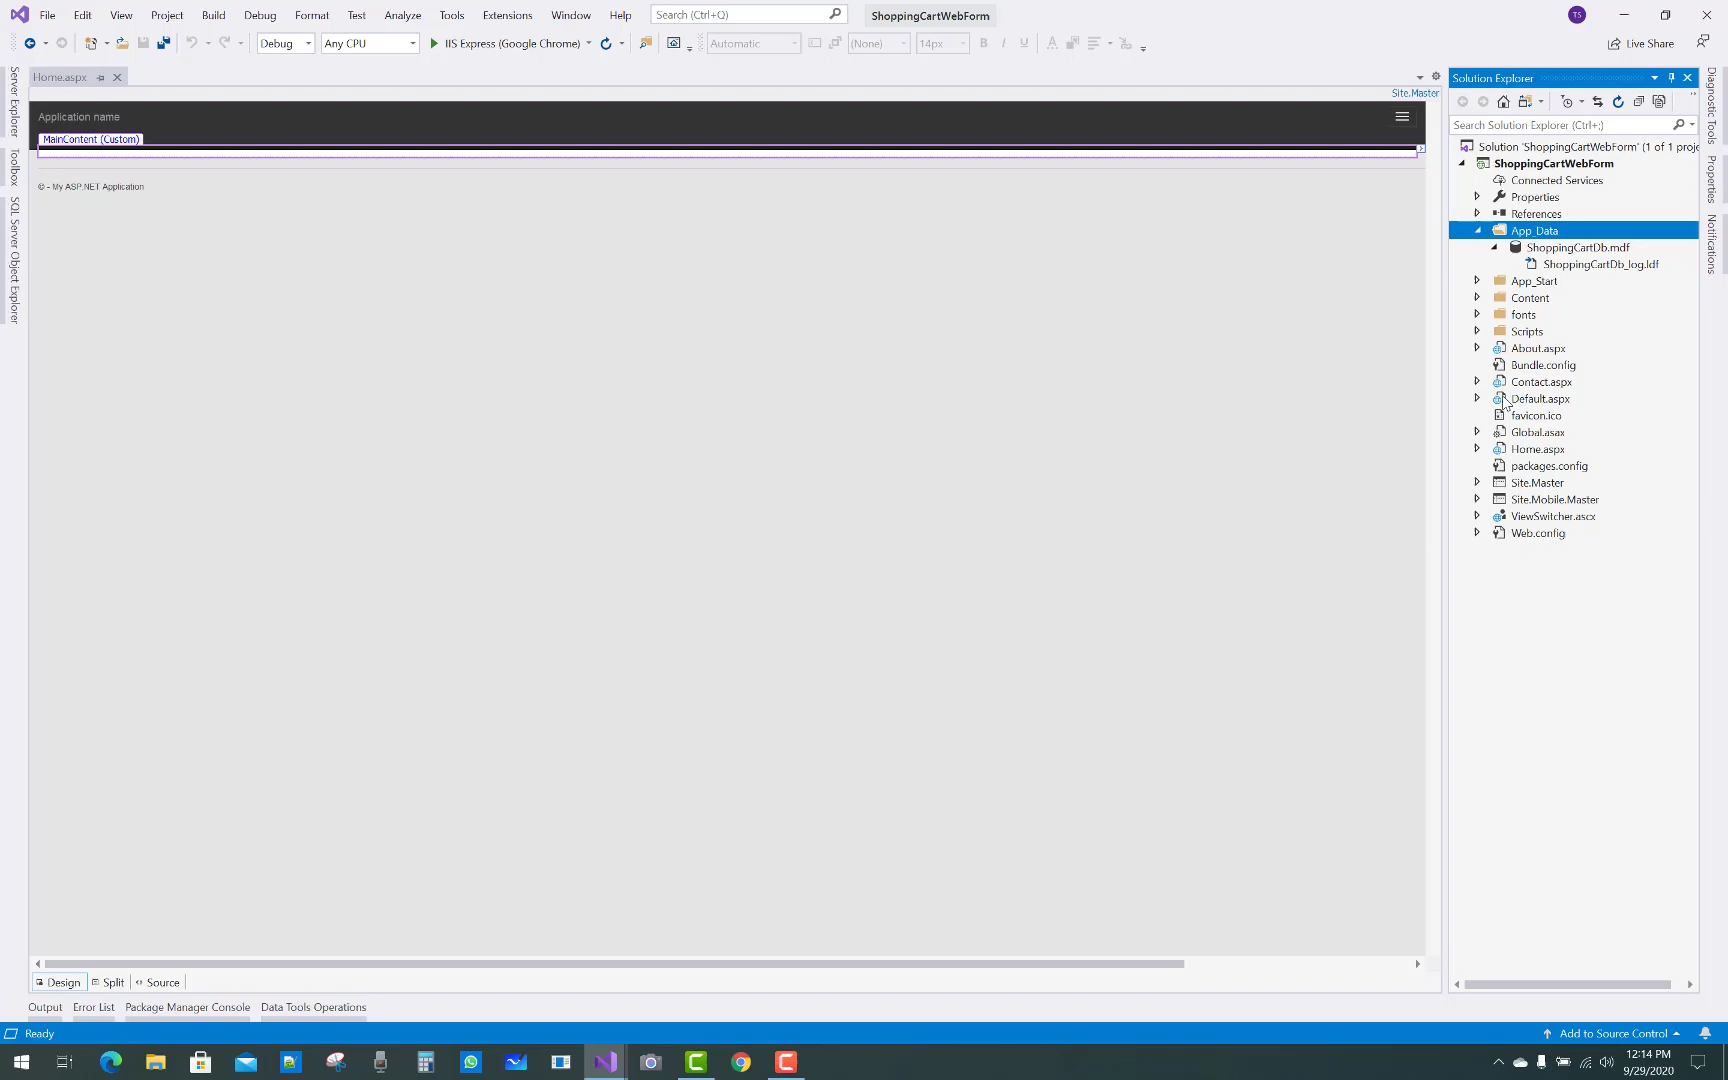 File Edit View Project Build Debug Format Test Analyze Tools Extensions Window Help Search (Ctrl+Q) ShoppingCartWebForm TS
Debug Any CPU IIS Express (Google Chrome) Automatic (None) 14px B I U A Live Share
Home.aspx
Site.Master
Application name
MainContent (Custom)
© - My ASP.NET Application
Server Explorer
Toolbox
SQL Server Object Explorer
Solution Explorer
Search Solution Explorer (Ctrl+;)
Solution 'ShoppingCartWebForm' (1 of 1 proje
ShoppingCartWebForm
Connected Services
Properties
References
App_Data
ShoppingCartDb.mdf
ShoppingCartDb_log.ldf
App_Start
Content
fonts
Scripts
About.aspx
Bundle.config
Contact.aspx
Default.aspx
favicon.ico
Global.asax
Home.aspx
packages.config
Site.Master
Site.Mobile.Master
ViewSwitcher.ascx
Web.config
Diagnostic Tools
Properties
Notifications
Design Split Source
Output Error List Package Manager Console Data Tools Operations
Ready Add to Source Control
12:14 PM
9/29/2020